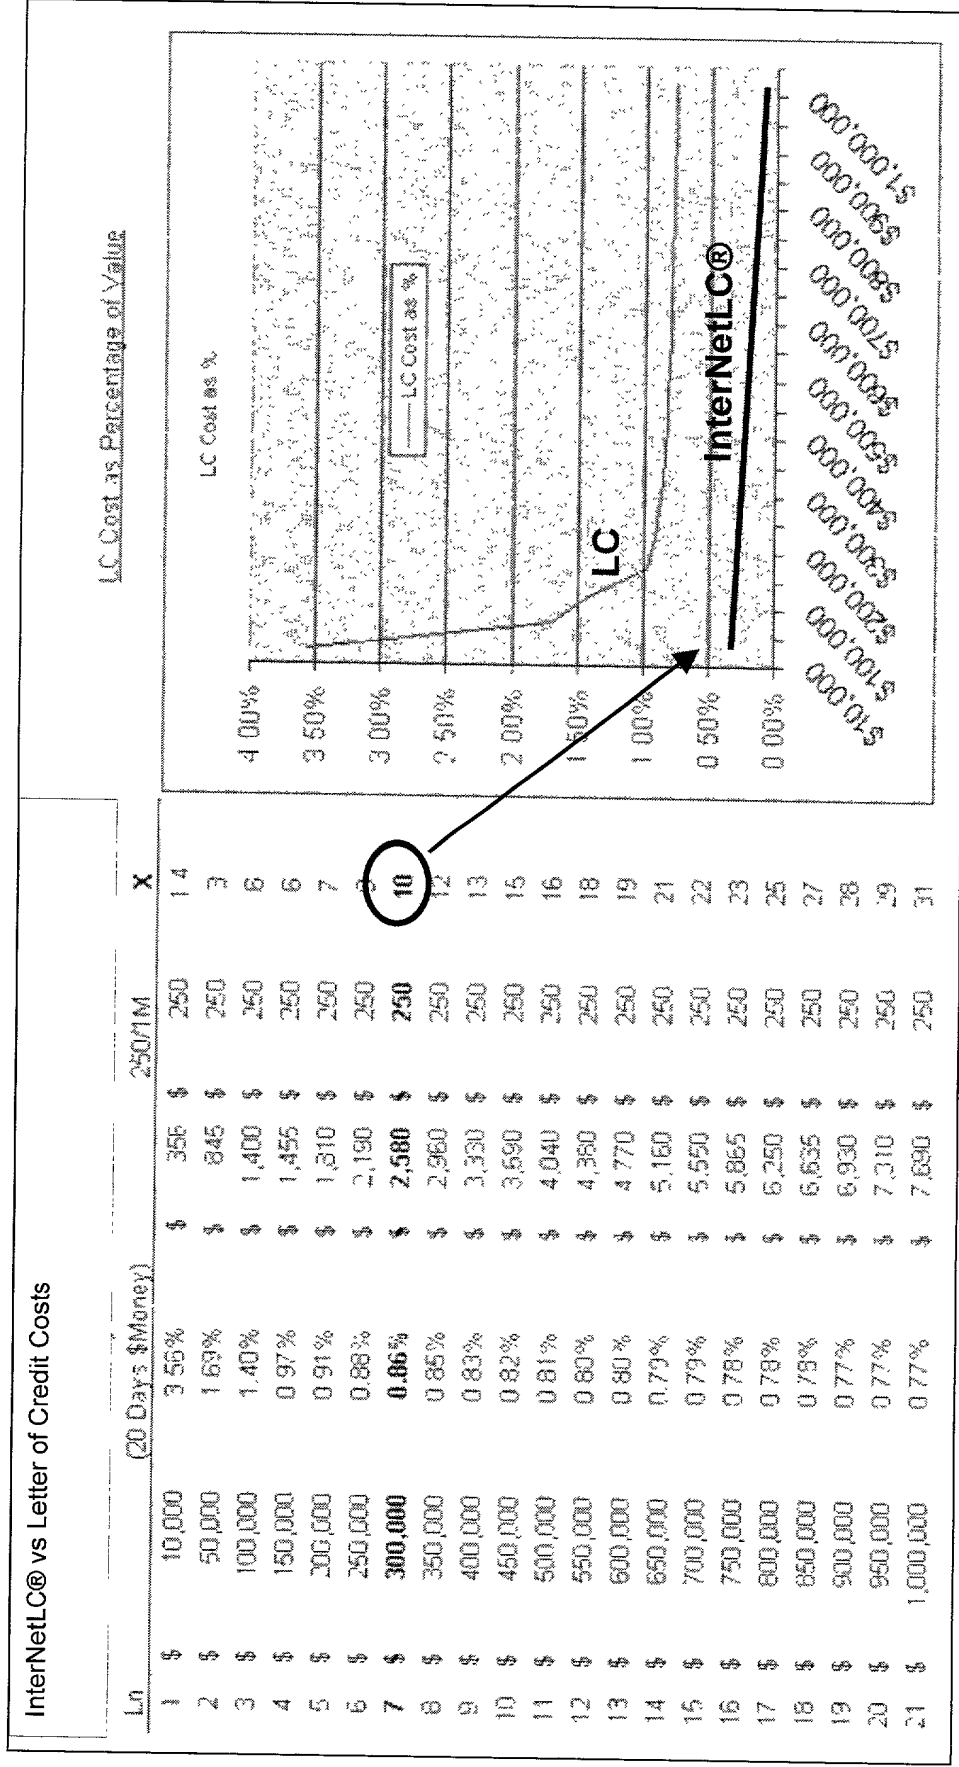 InterNetLC® vs Letter of Credit Costs
Ln (20 Days $Money) 250/1M X
1 $ 10,000 3 56% $ 356 $ 250 1 4
2 $ 50,000 1 69% $ 845 $ 250 3
3 $ 100,000 1.40% $ 1,400 $ 250 6
4 $ 150,000 0 97% $ 1,455 $ 250 6
5 $ 200,000 0 91% $ 1,810 $ 250 7
6 $ 250,000 0.88% $ 2,190 $ 250 9
7 $ 300,000 0.86% $ 2,580 $ 250 10
8 $ 350,000 0 85% $ 2,960 $ 250 12
9 $ 400,000 0 83% $ 3,330 $ 250 13
10 $ 450,000 0 82% $ 3,690 $ 250 15
11 $ 500,000 0 81% $ 4,040 $ 250 16
12 $ 550,000 0 80% $ 4,380 $ 250 18
13 $ 600,000 0 80% $ 4 770 $ 250 19
14 $ 650,000 0.79% $ 5,160 $ 250 21
15 $ 700,000 0 79% $ 5,550 $ 250 22
16 $ 750,000 0 78% $ 5,865 $ 250 23
17 $ 800,000 0 78% $ 6,250 $ 250 25
18 $ 850,000 0 78% $ 6,635 $ 250 27
19 $ 900,000 0 77% $ 6,930 $ 250 28
20 $ 950,000 0 77% $ 7,310 $ 250 29
21 $ 1,000,000 0 77% $ 7,690 $ 250 31
LC Cost as Percentage of Value
LC Cost as %
4 00%
3 50%
3 00%
2 50%
2 00%
1 50%
1 00%
0 50%
0 00%
LC Cost as %
LC
InterNetLC®
$10,000
$100,000
$200,000
$300,000
$400,000
$500,000
$600,000
$700,000
$800,000
$900,000
$1,000,000